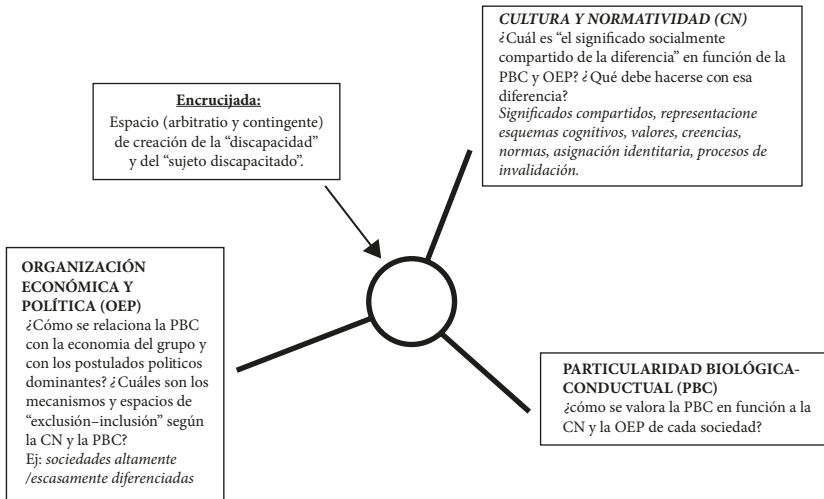 CULTURA Y NORMATIVIDAD (CN)
¿Cuál es “el significado socialmente
compartido de la diferencia” en función de la
PBC y OEP? ¿Qué debe hacerse con esa
diferencia?
Significados compartidos, representacione
esquemas cognitivos, valores, creencias,
normas, asignación identitaria, procesos de
invalidación.
Encrucijada:
Espacio (arbitratio y contingente)
de creación de la “discapacidad”
y del “sujeto discapacitado”.
ORGANIZACIÓN
ECONÓMICA Y
POLÍTICA (OEP)
¿Cómo se relaciona la PBC
con la economia del grupo y
con los postulados politicos
dominantes? ¿Cuáles son los
mecanismos y espacios de
“exclusión–inclusión” según
la CN y la PBC?
Ej: sociedades altamente
/escasamente diferenciadas
PARTICULARIDAD BIOLÓGICA-
CONDUCTUAL (PBC)
¿cómo se valora la PBC en función a la
CN y la OEP de cada sociedad?